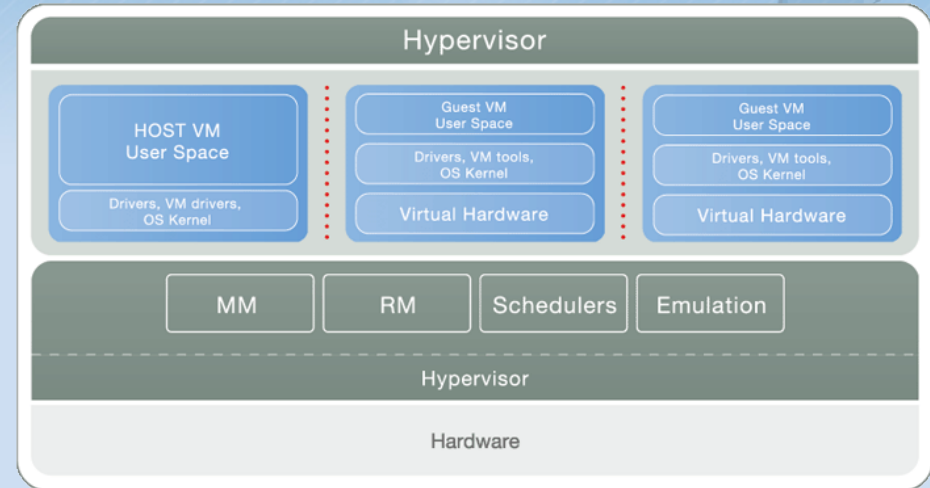 Hypervisor
HOST VM
User Space
Drivers, VM drivers,
OS Kernel
Guest VM
User Space
Drivers, VM tools,
OS Kernel
Virtual Hardware
Guest VM
User Space
Drivers, VM tools,
OS Kernel
Virtual Hardware
MM
RM
Schedulers
Emulation
Hypervisor
Hardware